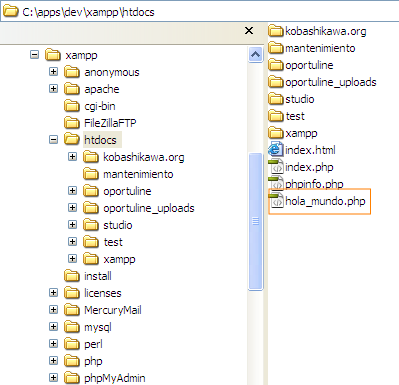 C:\apps\dev\xampp\htdocs
xampp
anonymous
apache
cgi-bin
FileZillaFTP
htdocs
kobashikawa.org
mantenimiento
oportuline
oportuline_uploads
studio
test
xampp
install
licenses
MercuryMail
mysql
perl
php
phpMyAdmin
kobashikawa.org
mantenimiento
oportuline
oportuline_uploads
studio
test
xampp
index.html
index.php
phpinfo.php
hola_mundo.php